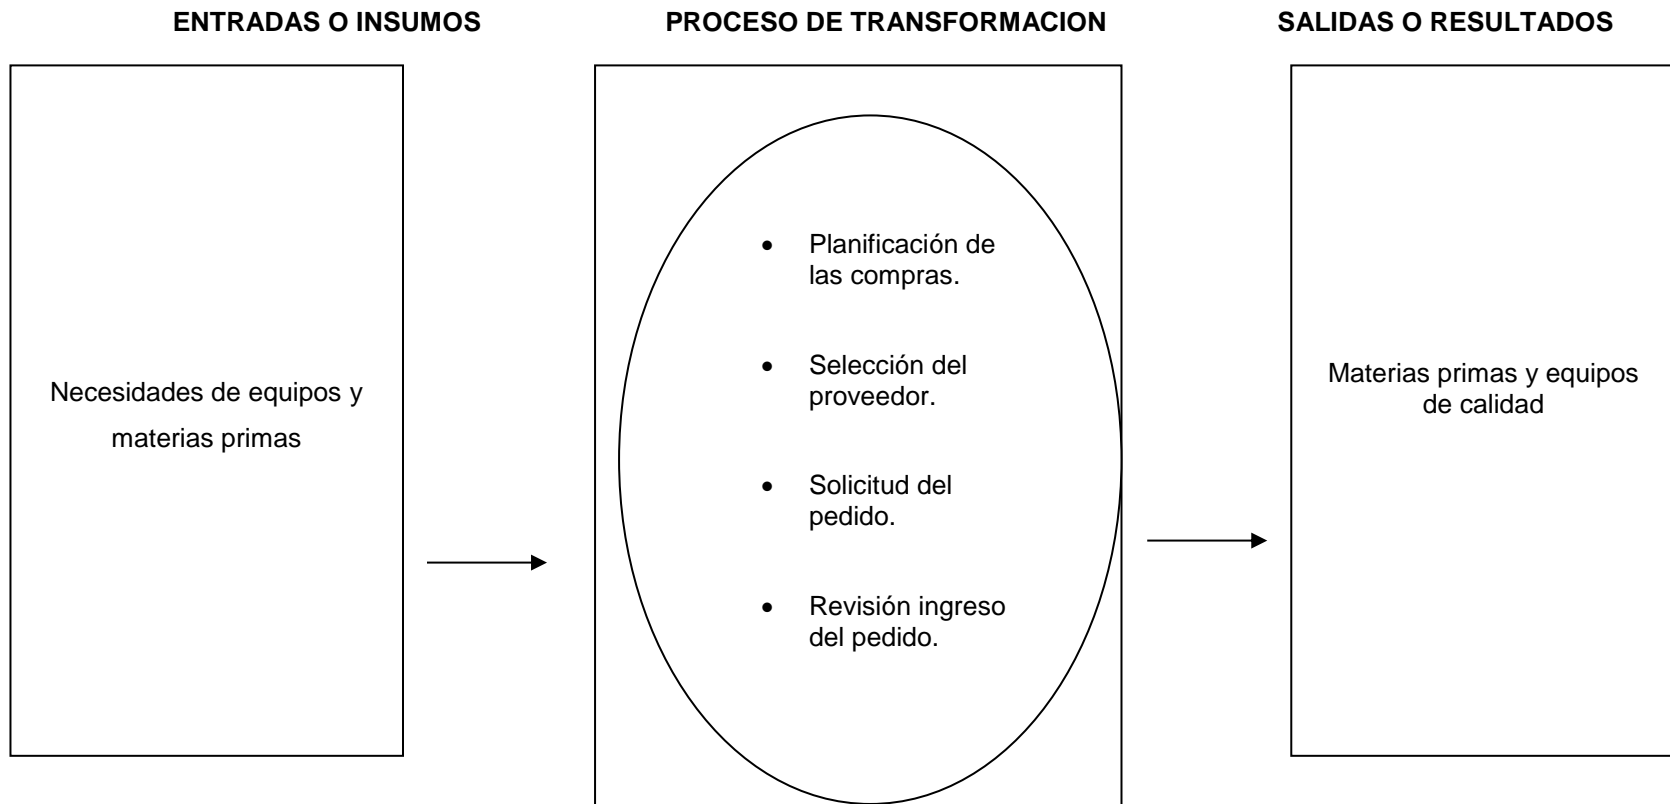 ENTRADAS O INSUMOS
PROCESO DE TRANSFORMACION
SALIDAS O RESULTADOS
Necesidades de equipos y
materias primas
• Planificación de
las compras.
• Selección del
proveedor.
• Solicitud del
pedido.
• Revisión ingreso
del pedido.
Materias primas y equipos
de calidad